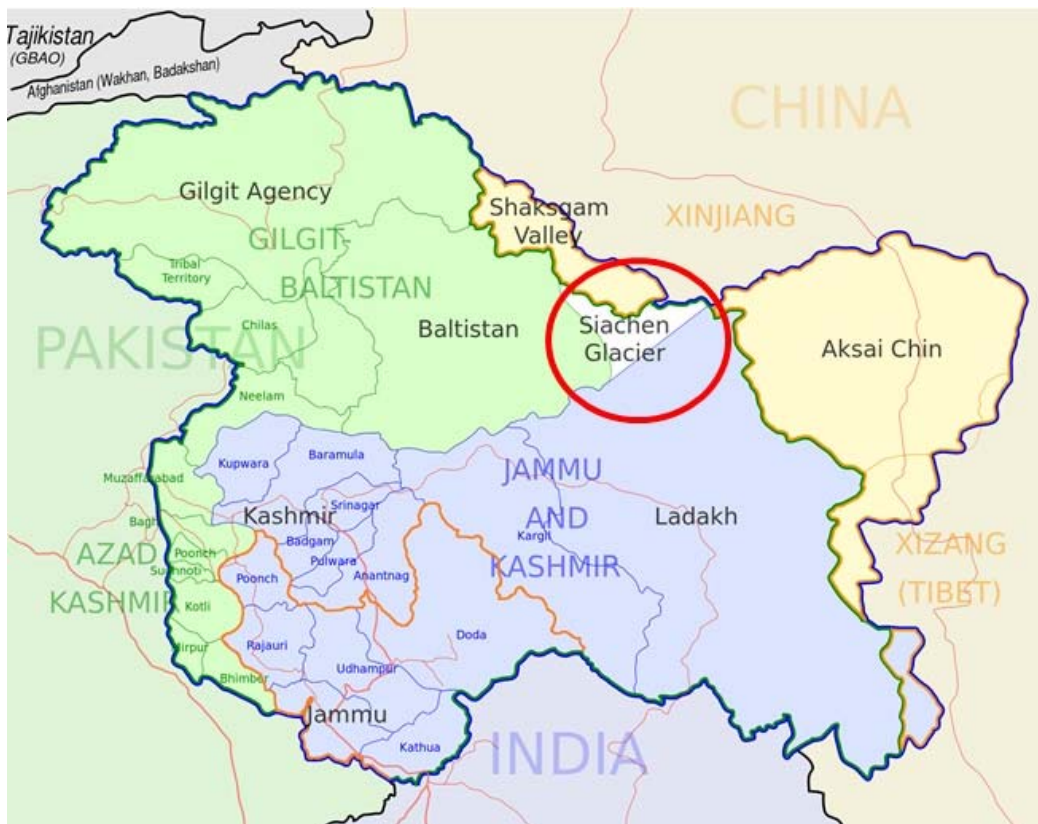 Tajikistan
(GBAO)
Afghanistan (Wakhan, Badakshan)
CHINA
Gilgit Agency
Shaksgam
Valley
XINJIANG
GILGIT-
BALTISTAN
Tribal
Territory
Chilas
Baltistan
Siachen
Glacier
PAKISTAN
Aksai Chin
Neelam
Kupwara
Baramula
Muzaffarabad
JAMMU
AND
KASHMIR
Kashmir
Srinagar
Ladakh
Bagh
Badgam
Kargil
AZAD
KASHMIR
Poonch
Sudhnoti
Pulwara
Poonch
Anantnag
XIZANG
(TIBET)
Kotli
Mirpur
Rajauri
Doda
Udhampur
Bhimber
Jammu
Kathua
INDIA